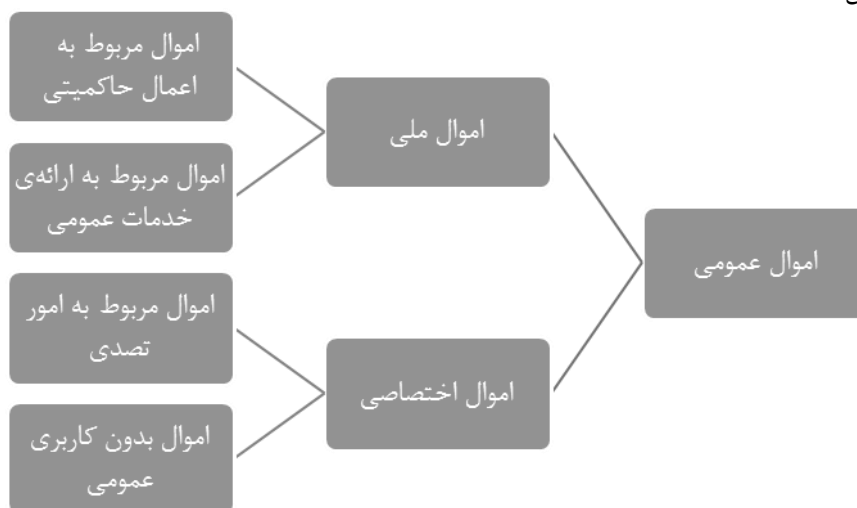 اموال عمومی
اموال ملی
اموال مربوط به
اعمال حاکمیتی
اموال مربوط به ارائه‌ی
خدمات عمومی
اموال اختصاصی
اموال مربوط به امور
تصدی
اموال بدون کاربری
عمومی